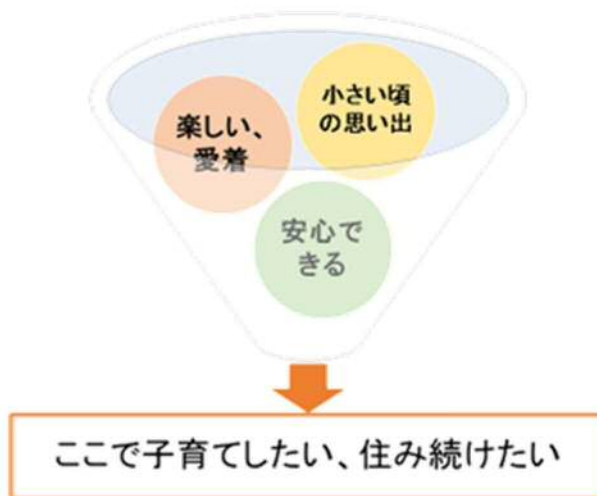 小さい頃
の思い出
楽しい、
愛着
安心で
きる
ここで子育てしたい、住み続けたい